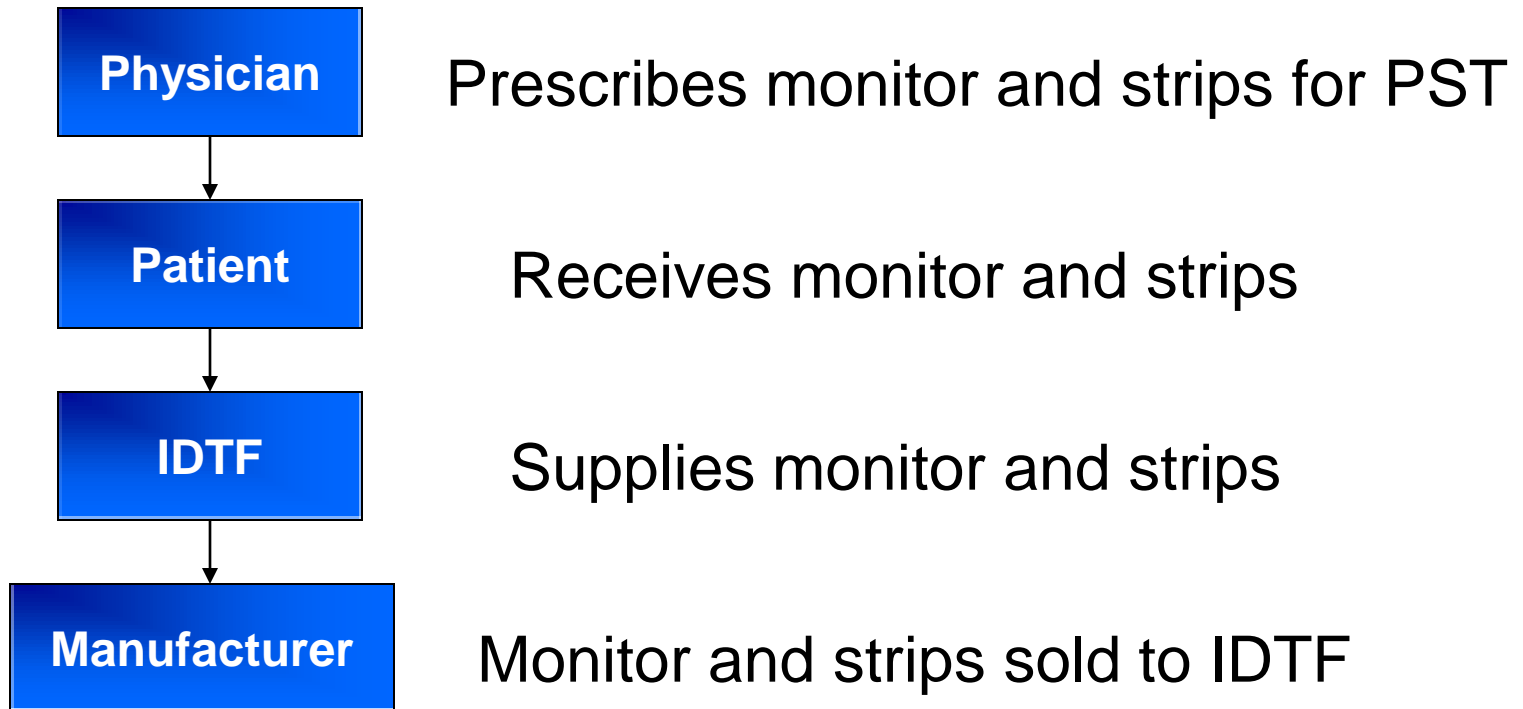 Physician
Prescribes monitor and strips for PST
Patient
Receives monitor and strips
IDTF
Supplies monitor and strips
Manufacturer
Monitor and strips sold to IDTF